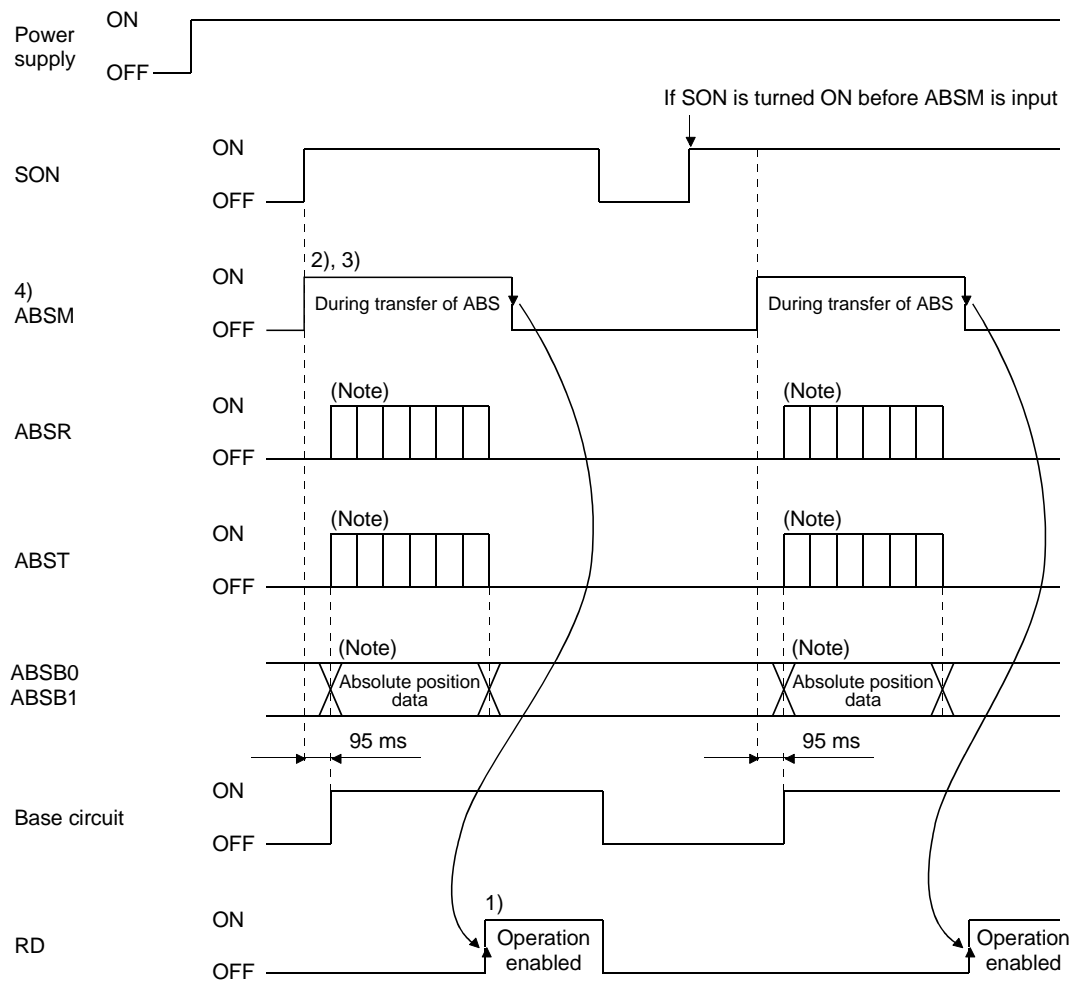 Power
supply
ON
OFF
If SON is turned ON before ABSM is input
SON
ON
OFF
4)
ABSM
ON
OFF
2), 3)
During transfer of ABS
During transfer of ABS
ABSR
ON
OFF
(Note)
(Note)
ABST
ON
OFF
(Note)
(Note)
ABSB0
ABSB1
(Note)
Absolute position
data
(Note)
Absolute position
data
95 ms
95 ms
Base circuit
ON
OFF
RD
ON
OFF
1)
Operation
enabled
Operation
enabled